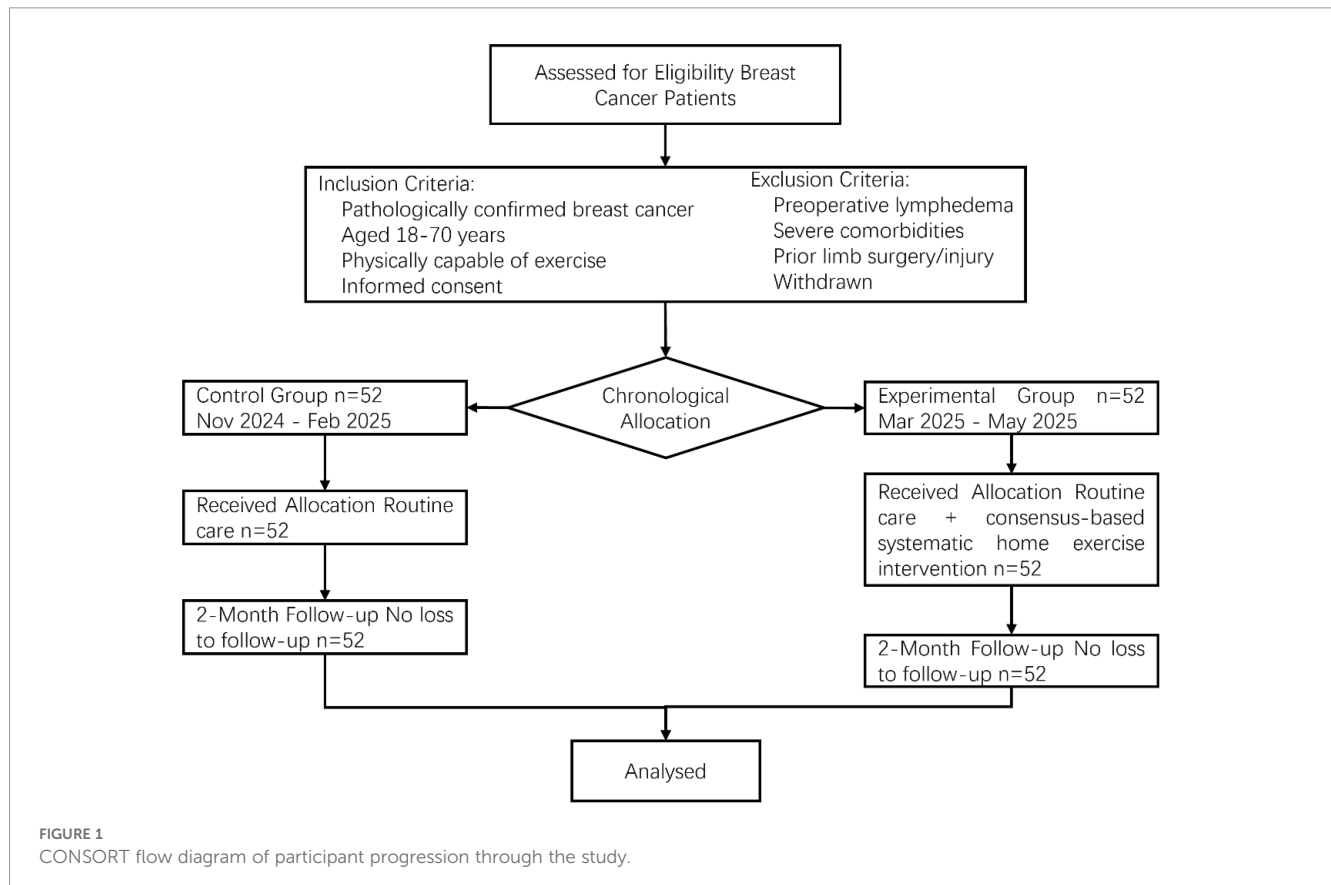 Assessed for Eligibility Breast
Cancer Patients
Inclusion Criteria:
Pathologically confirmed breast cancer
Aged 18-70 years
Physically capable of exercise
Informed consent
Exclusion Criteria:
Preoperative lymphedema
Severe comorbidities
Prior limb surgery/injury
Withdrawn
Chronological
Allocation
Control Group n=52
Nov 2024 - Feb 2025
Received Allocation Routine
care n=52
2-Month Follow-up No loss
to follow-up n=52
Experimental Group n=52
Mar 2025 - May 2025
Received Allocation Routine
care + consensus-based
systematic home exercise
intervention n=52
2-Month Follow-up No loss
to follow-up n=52
Analysed
FIGURE 1
CONSORT flow diagram of participant progression through the study.